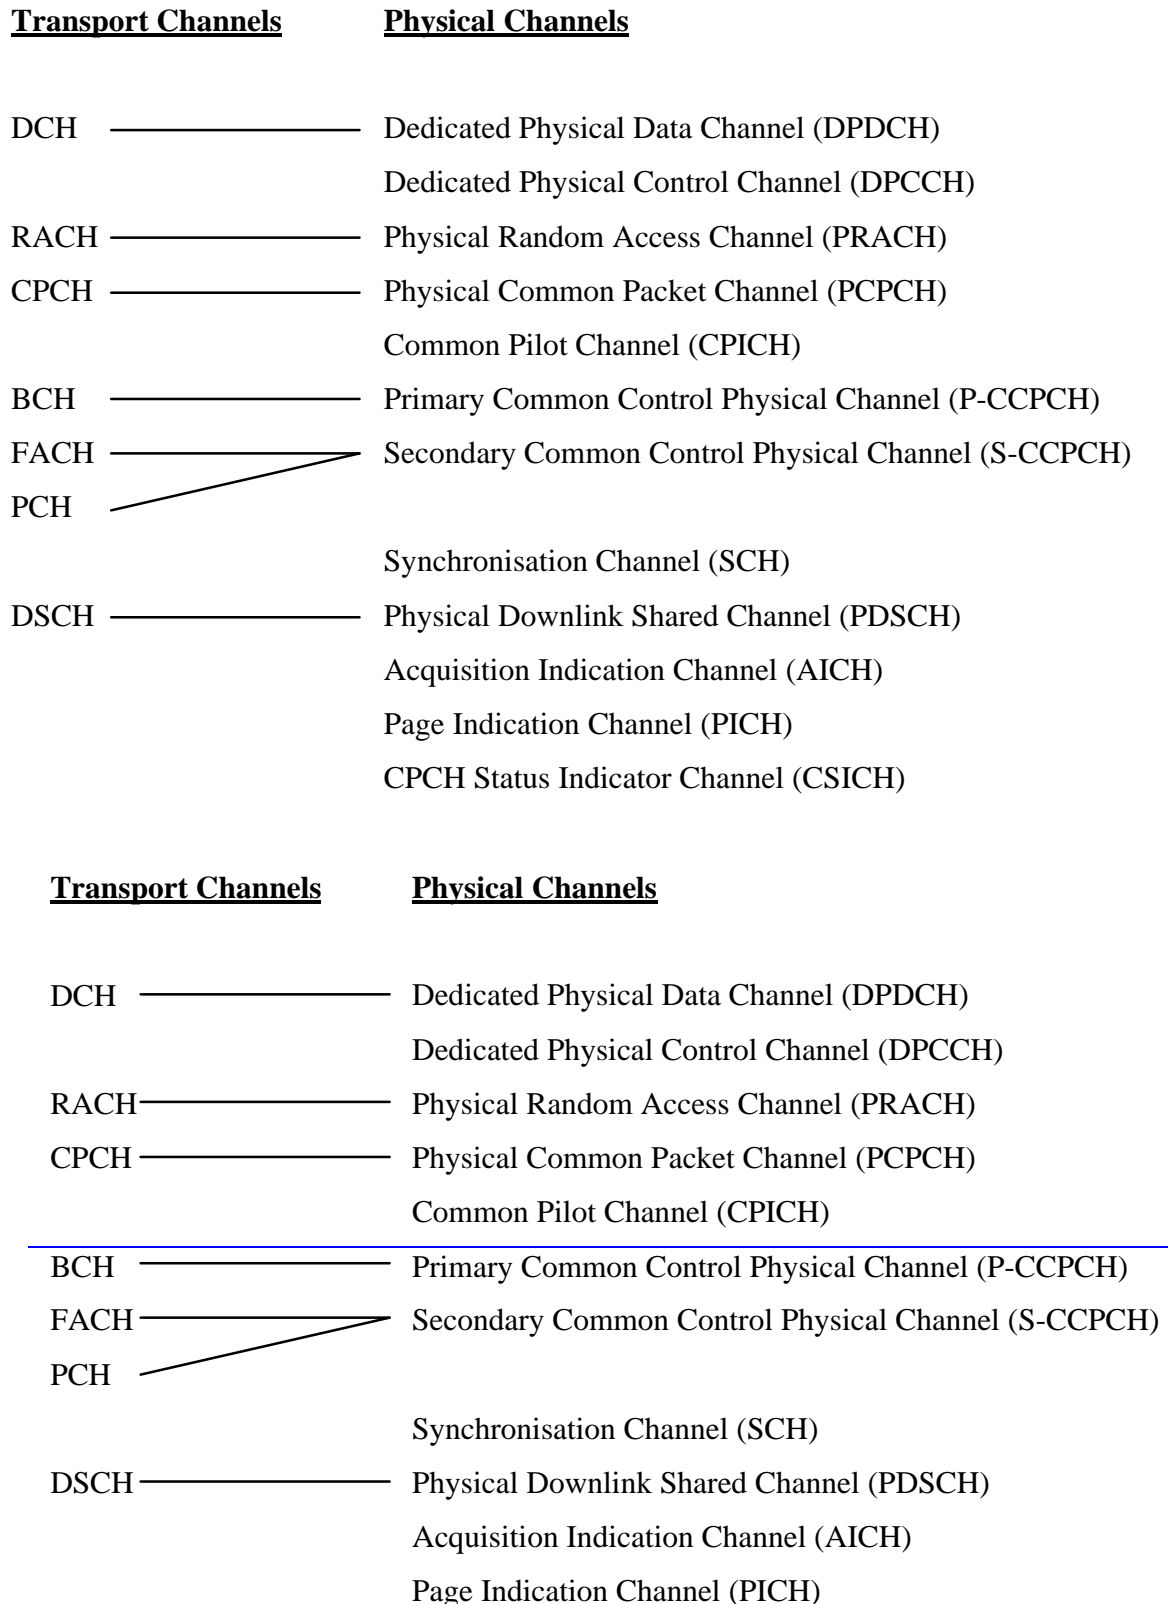 Transport Channels Physical Channels
DCH Dedicated Physical Data Channel (DPDCH)
Dedicated Physical Control Channel (DPCCH)
RACH Physical Random Access Channel (PRACH)
CPCH Physical Common Packet Channel (PCPCH)
Common Pilot Channel (CPICH)
BCH Primary Common Control Physical Channel (P-CCPCH)
FACH Secondary Common Control Physical Channel (S-CCPCH)
PCH
Synchronisation Channel (SCH)
DSCH Physical Downlink Shared Channel (PDSCH)
Acquisition Indication Channel (AICH)
Page Indication Channel (PICH)
CPCH Status Indicator Channel (CSICH)
Transport Channels Physical Channels
DCH Dedicated Physical Data Channel (DPDCH)
Dedicated Physical Control Channel (DPCCH)
RACH Physical Random Access Channel (PRACH)
CPCH Physical Common Packet Channel (PCPCH)
Common Pilot Channel (CPICH)
BCH Primary Common Control Physical Channel (P-CCPCH)
FACH Secondary Common Control Physical Channel (S-CCPCH)
PCH
Synchronisation Channel (SCH)
DSCH Physical Downlink Shared Channel (PDSCH)
Acquisition Indication Channel (AICH)
Page Indication Channel (PICH)